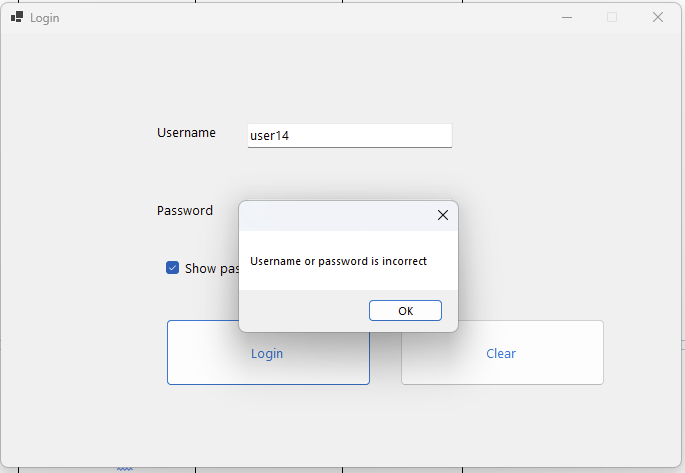 Login
Username
user14
Password
Username or password is incorrect
Show pas
OK
Login
Clear